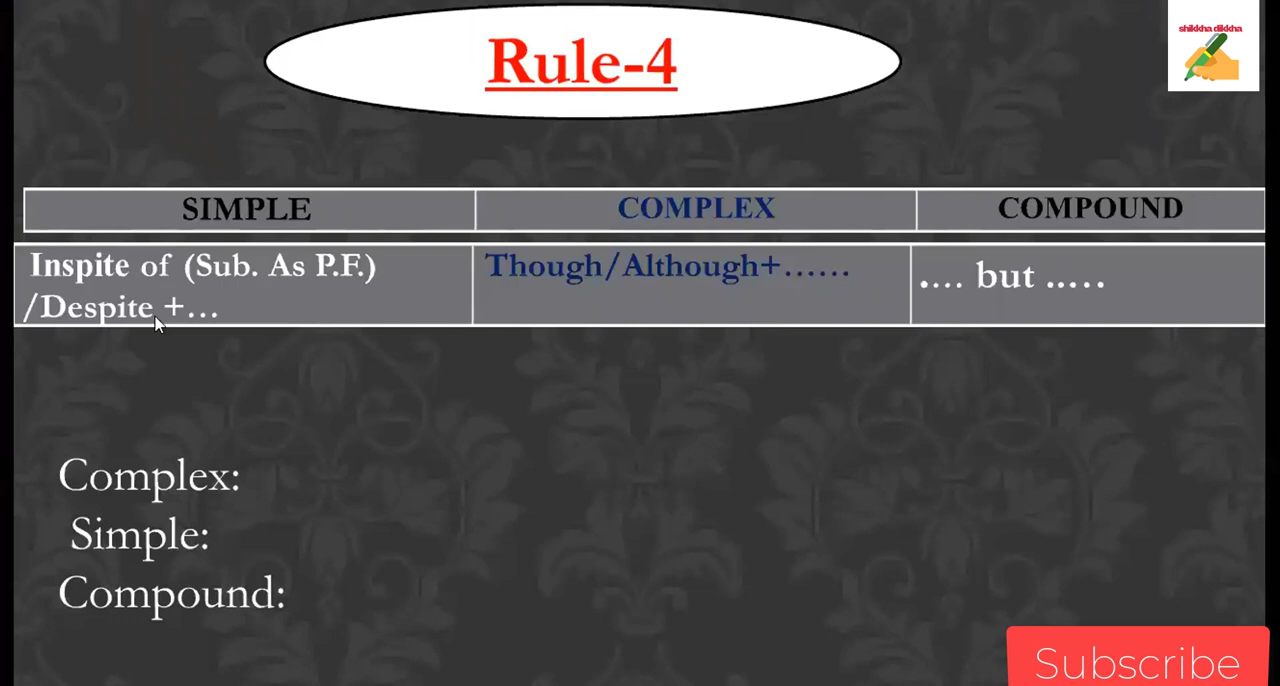 shikkha dikkha
Rule-4
SIMPLE
COMPLEX
COMPOUND
Inspite of (Sub. As P.F.)
/Despite +...
Though/Although+......
.... but .....
Complex:
Simple:
Compound:
Subscribe